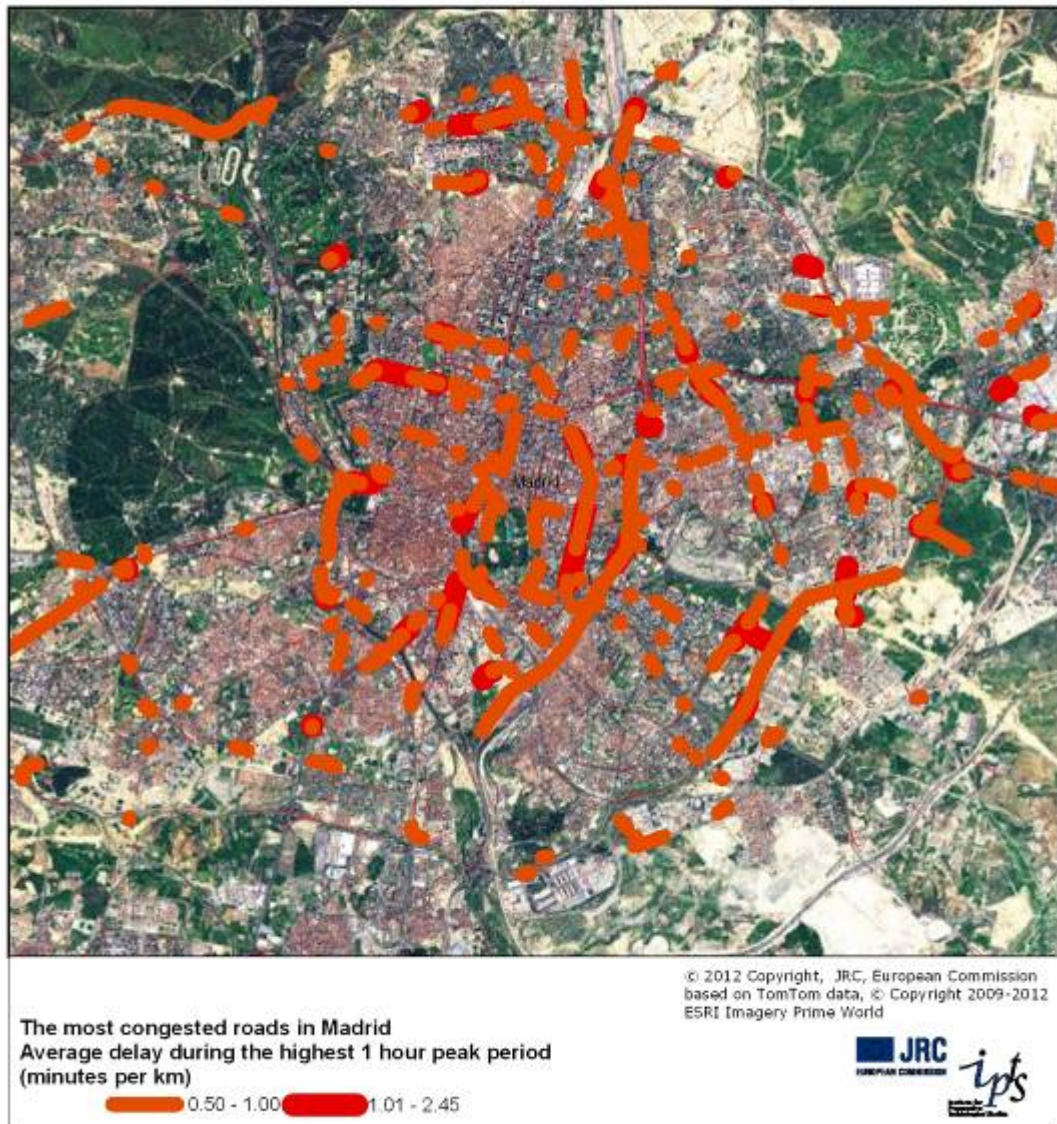 Madrid
© 2012 Copyright, JRC, European Commission
based on TomTom data, © Copyright 2009-2012
ESRI Imagery Prime World
The most congested roads in Madrid
Average delay during the highest 1 hour peak period
(minutes per km)
0.50 - 1.00
1.01 - 2.45
JRC
EUROPEAN COMMISSION
ipts